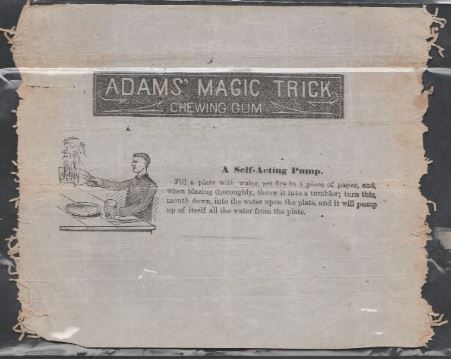 ADAMS' MAGIC TRICK
CHEWING GUM
A Self-Acting Pump.
Fill a plate with water, set fire to a piece of paper, and,
when blazing thoroughly, throw it into a tumbler; turn this,
mouth down, into the water upon the plate, and it will pump
up of itself all the water from the plate.